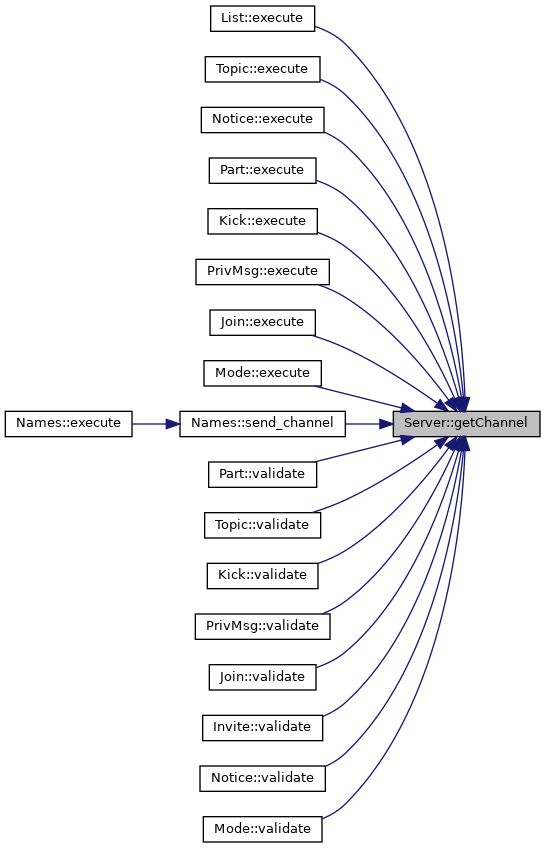 List::execute
Topic::execute
Notice::execute
Part::execute
Kick::execute
PrivMsg::execute
Join::execute
Mode::execute
Names::execute
Names::send_channel
Server::getChannel
Part::validate
Topic::validate
Kick::validate
PrivMsg::validate
Join::validate
Invite::validate
Notice::validate
Mode::validate